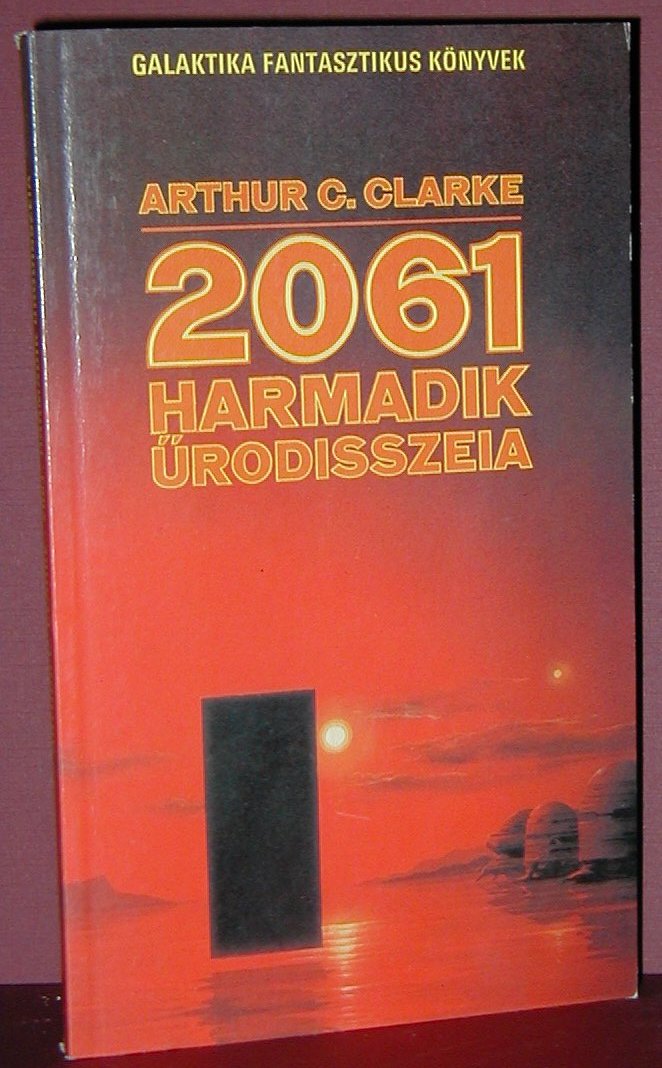 GALAKTIKA FANTASZTIKUS KÖNYVEK
ARTHUR C. CLARKE
2061
HARMADIK
ŰRODISSZEIA